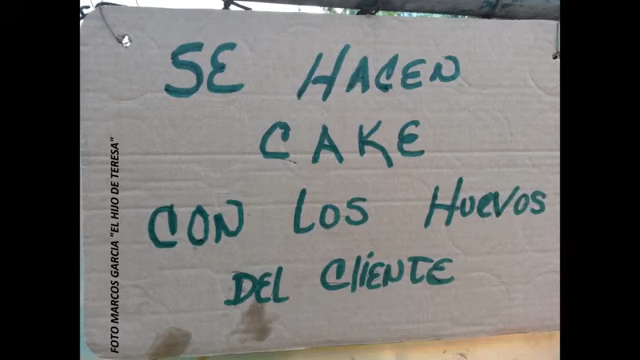 SE HACEN
CAKE
CON LOS HUEVOS
DEL CLIENTE
FOTO MARCOS GARCIA "EL HIJO DE TERESA"